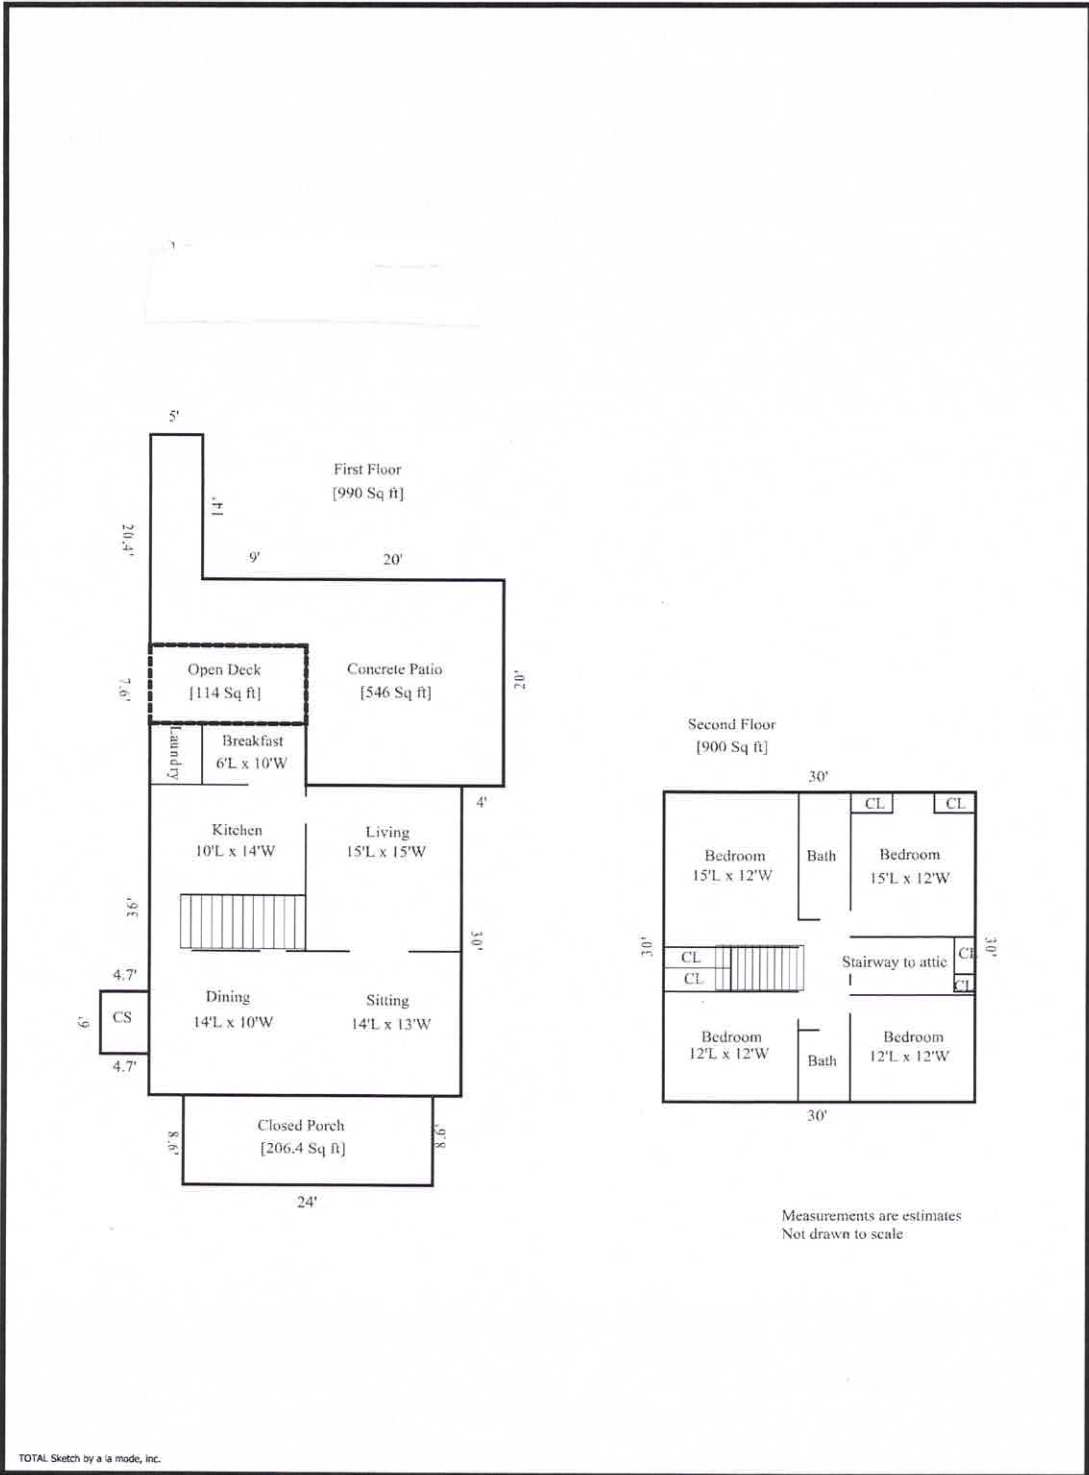 5'
First Floor
[990 Sq ft]
14'
20.4'
9'
20'
Open Deck
[114 Sq ft]
Concrete Patio
[546 Sq ft]
7.6'
20'
Laundry
Breakfast
6'L x 10'W
4'
Kitchen
10'L x 14'W
Living
15'L x 15'W
36'
30'
4.7'
CS
6'
4.7'
Dining
14'L x 10'W
Sitting
14'L x 13'W
Closed Porch
[206.4 Sq ft]
8.6'
8.6'
24'
Second Floor
[900 Sq ft]
30'
CL
CL
Bedroom
15'L x 12'W
Bath
Bedroom
15'L x 12'W
30'
30'
CL
CL
Stairway to attic
CL
CL
Bedroom
12'L x 12'W
Bath
Bedroom
12'L x 12'W
30'
Measurements are estimates
Not drawn to scale
TOTAL Sketch by a la mode, inc.